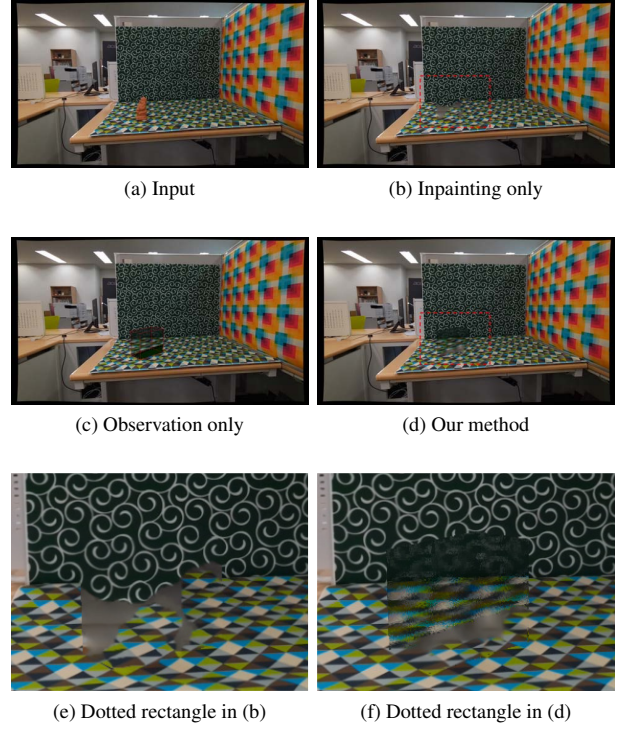 (a) Input
(b) Inpainting only
(c) Observation only
(d) Our method
(e) Dotted rectangle in (b)
(f) Dotted rectangle in (d)